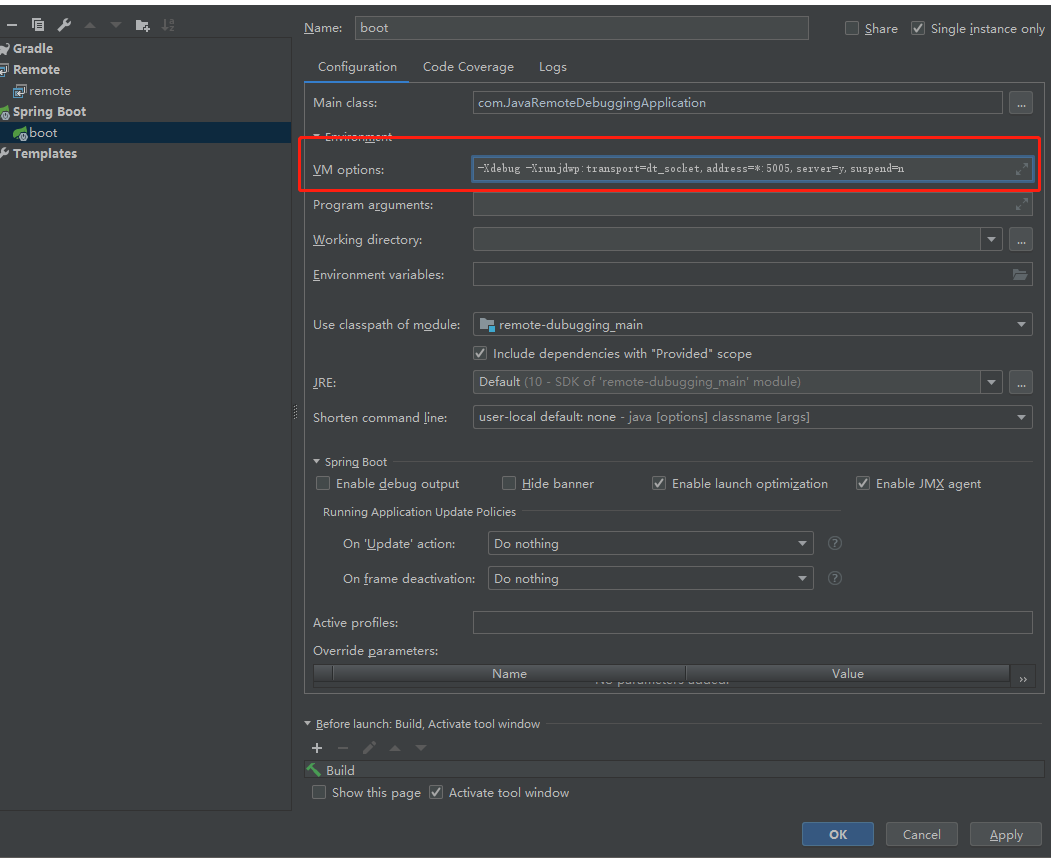 Name: boot Share Single instance only
Gradle
Remote
remote
Spring Boot
boot
Templates
Configuration Code Coverage Logs
Main class: com.JavaRemoteDebuggingApplication ...
Environment
VM options: -Xdebug -Xrunjdwp:transport=dt_socket,address=*:5005,server=y,suspend=n
Program arguments:
Working directory: ...
Environment variables:
Use classpath of module: remote-dubugging_main
Include dependencies with "Provided" scope
JRE: Default (10 - SDK of 'remote-dubugging_main' module) ...
Shorten command line: user-local default: none - java [options] classname [args]
Spring Boot
Enable debug output Hide banner Enable launch optimization Enable JMX agent
Running Application Update Policies
On 'Update' action: Do nothing ?
On frame deactivation: Do nothing ?
Active profiles:
Override parameters:
Name Value »
No parameters added.
Before launch: Build, Activate tool window
Build
Show this page Activate tool window
OK Cancel Apply